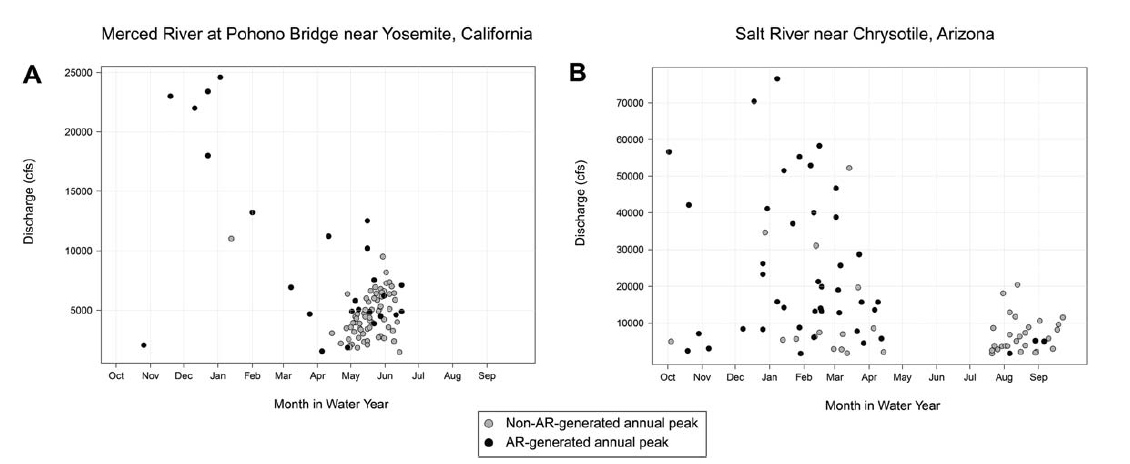 Merced River at Pohono Bridge near Yosemite, California
A
Discharge (cfs)
25000
20000
15000
10000
5000
Oct Nov Dec Jan Feb Mar Apr May Jun Jul Aug Sep
Month in Water Year
Salt River near Chrysotile, Arizona
B
Discharge (cfs)
70000
60000
50000
40000
30000
20000
10000
Oct Nov Dec Jan Feb Mar Apr May Jun Jul Aug Sep
Month in Water Year
Non-AR-generated annual peak
AR-generated annual peak